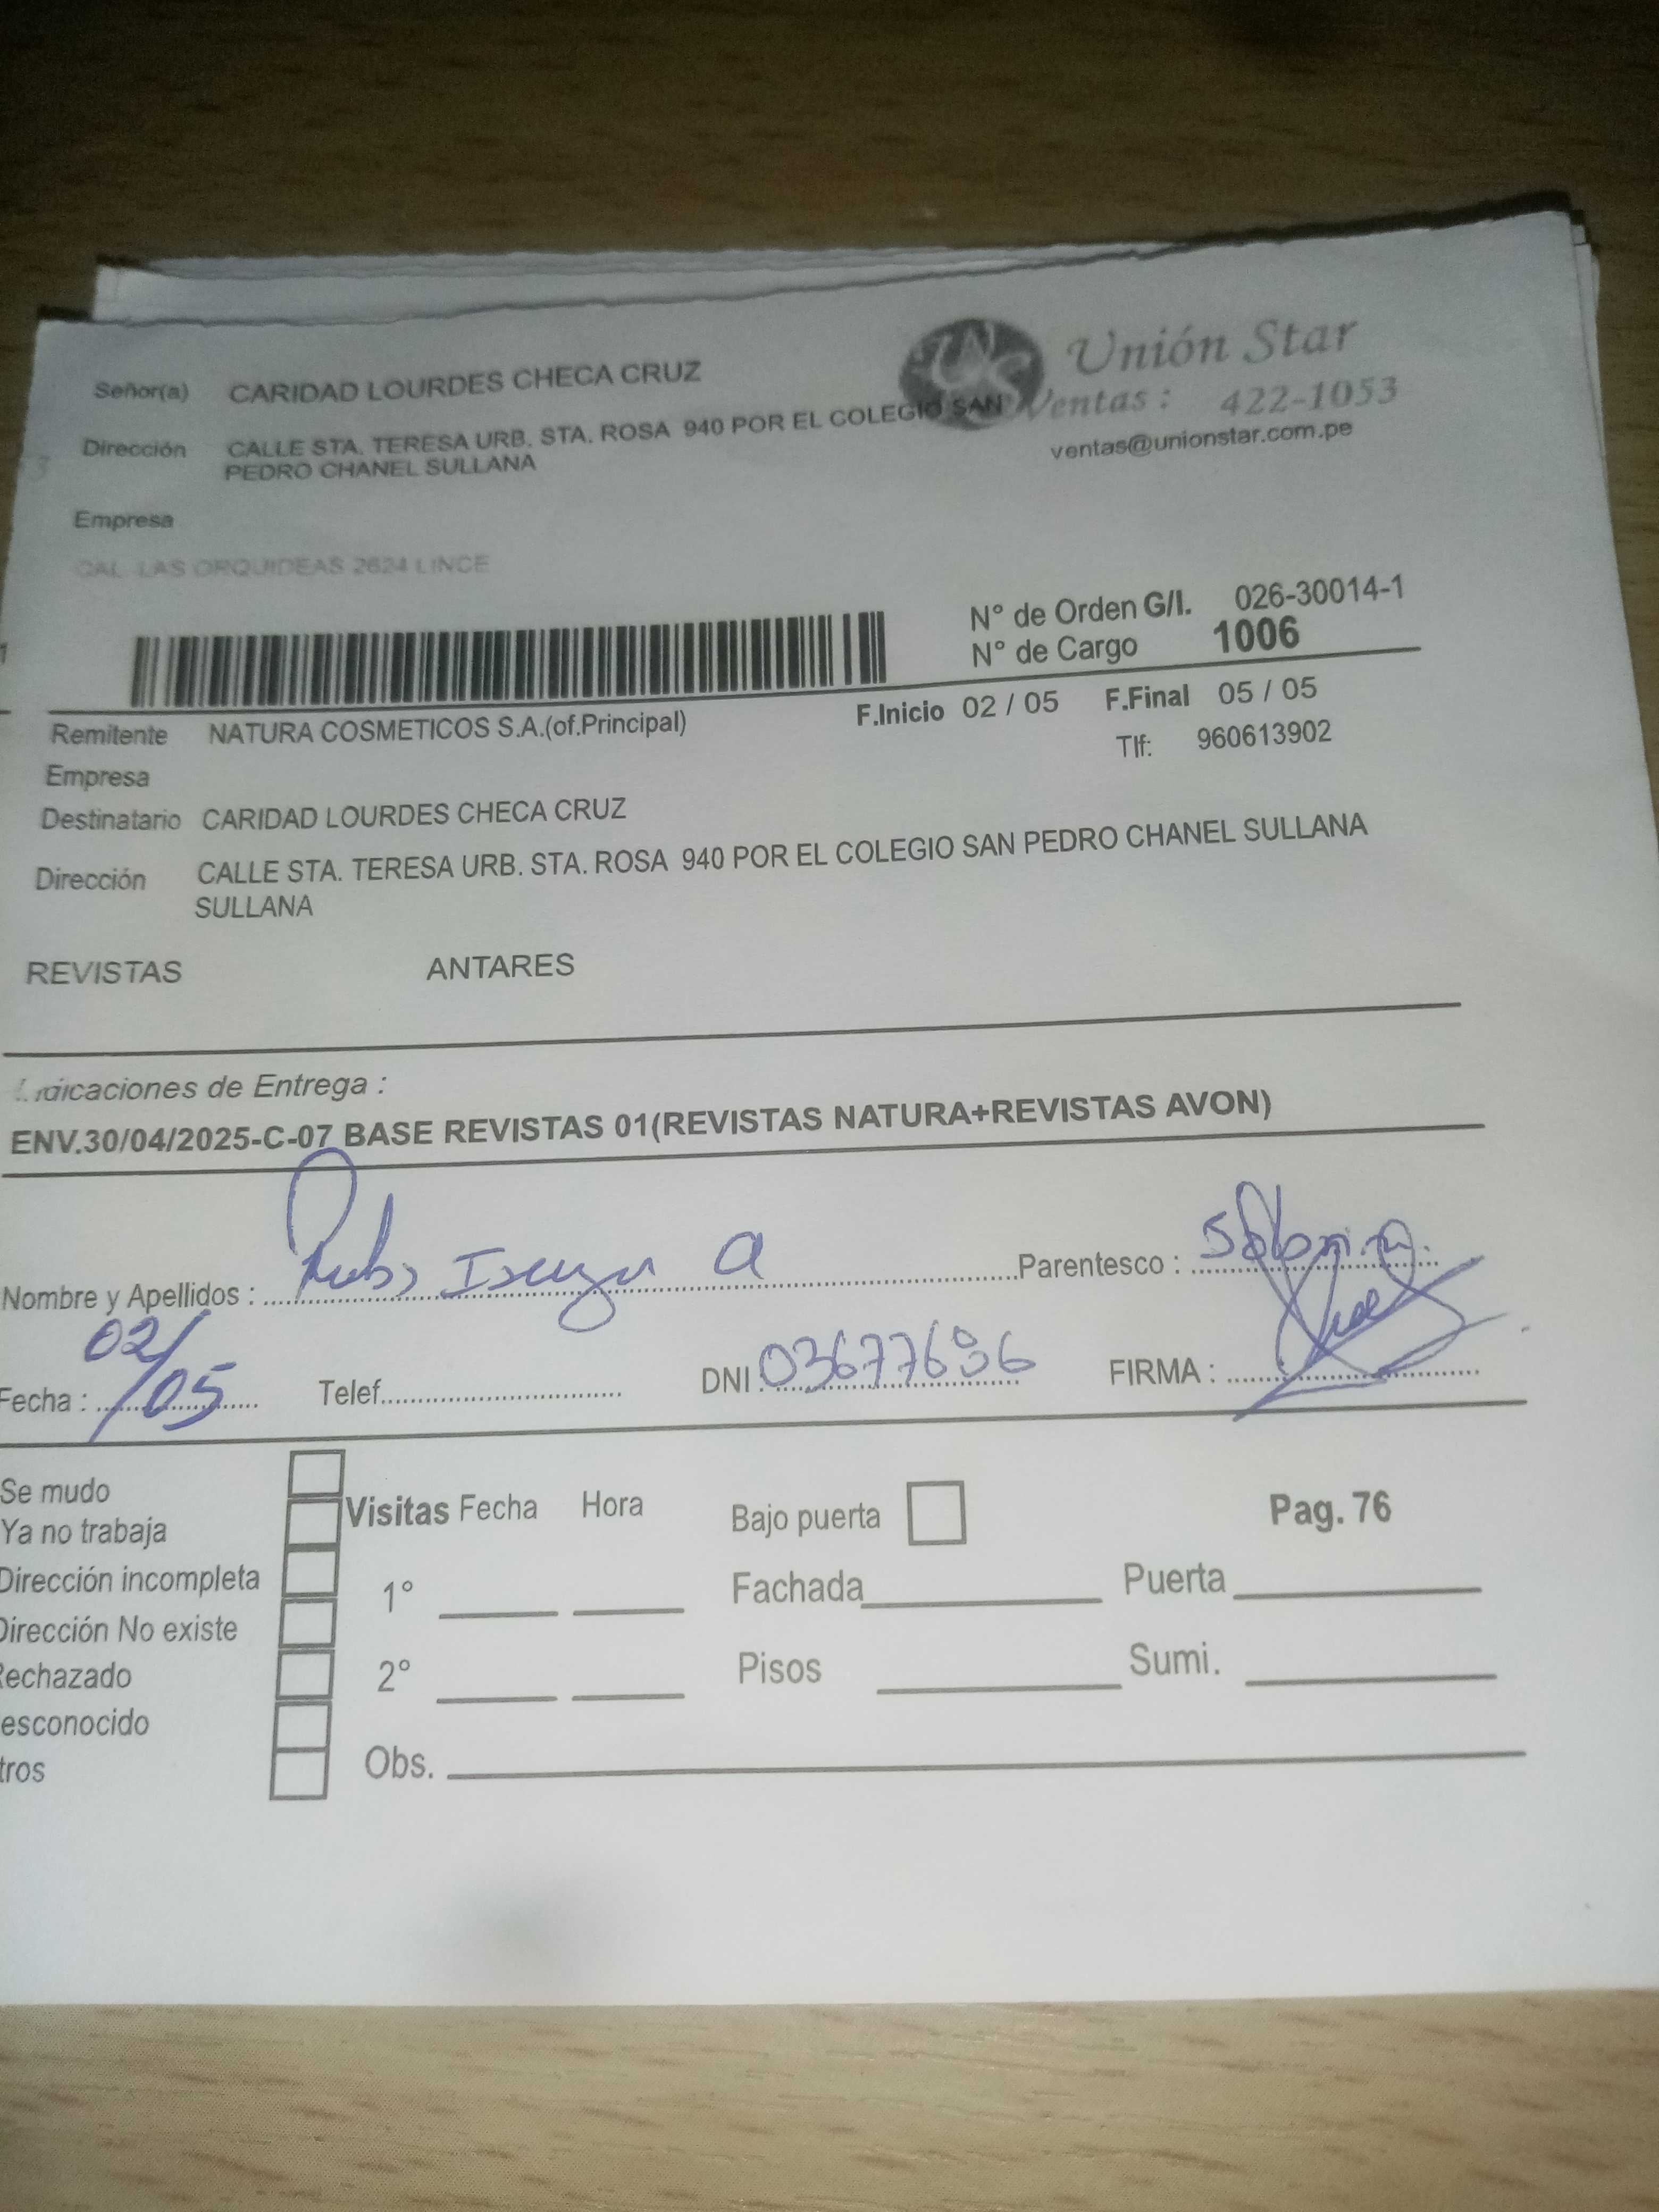 Unión Star
Señor(a) CARIDAD LOURDES CHECA CRUZ
Ventas : 422-1053
Dirección CALLE STA. TERESA URB. STA. ROSA 940 POR EL COLEGIO SAN
PEDRO CHANEL SULLANA
ventas@unionstar.com.pe
Empresa
CAL. LAS ORQUIDEAS 2624 LINCE
N° de Orden G/I. 026-30014-1
N° de Cargo 1006
Remitente NATURA COSMETICOS S.A.(of.Principal) F.Inicio 02 / 05 F.Final 05 / 05
Tlf: 960613902
Empresa
Destinatario CARIDAD LOURDES CHECA CRUZ
Dirección CALLE STA. TERESA URB. STA. ROSA 940 POR EL COLEGIO SAN PEDRO CHANEL SULLANA
SULLANA
REVISTAS ANTARES
Indicaciones de Entrega :
ENV.30/04/2025-C-07 BASE REVISTAS 01(REVISTAS NATURA+REVISTAS AVON)
Nombre y Apellidos : a Parentesco :
Fecha : 02/05 Telef. DNI 03677696 FIRMA :
Se mudo
Ya no trabaja
Dirección incompleta
Dirección No existe
Rechazado
esconocido
tros
Visitas Fecha Hora Bajo puerta Pag. 76
1° Fachada Puerta
2° Pisos Sumi.
Obs.